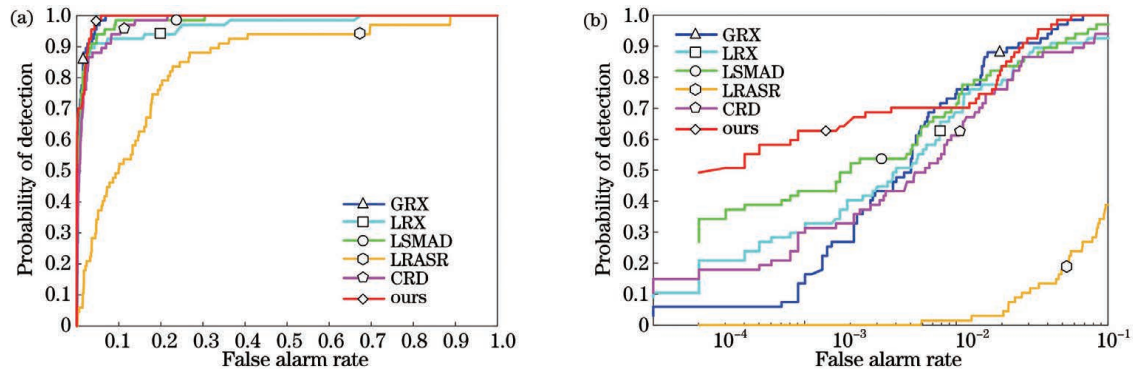 (a)
1.0
0.9
0.8
0.7
0.6
0.5
0.4
0.3
0.2
0.1
0
Probability of detection
GRX
LRX
LSMAD
LRASR
CRD
ours
0.1 0.2 0.3 0.4 0.5 0.6 0.7 0.8 0.9 1.0
False alarm rate
(b)
1.0
0.9
0.8
0.7
0.6
0.5
0.4
0.3
0.2
0.1
0
Probability of detection
GRX
LRX
LSMAD
LRASR
CRD
ours
10⁻⁴ 10⁻³ 10⁻² 10⁻¹
False alarm rate